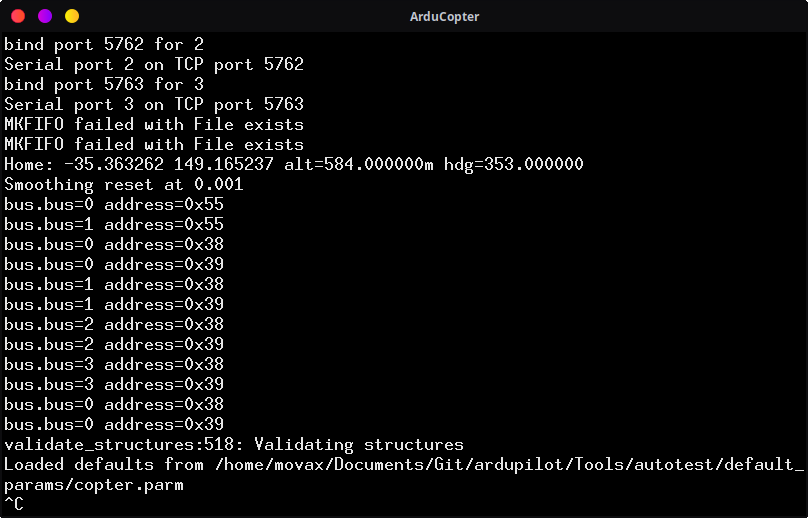 ArduCopter
bind port 5762 for 2
Serial port 2 on TCP port 5762
bind port 5763 for 3
Serial port 3 on TCP port 5763
MKFIFO failed with File exists
MKFIFO failed with File exists
Home: -35.363262 149.165237 alt=584.000000m hdg=353.000000
Smoothing reset at 0.001
bus.bus=0 address=0x55
bus.bus=1 address=0x55
bus.bus=0 address=0x38
bus.bus=0 address=0x39
bus.bus=1 address=0x38
bus.bus=1 address=0x39
bus.bus=2 address=0x38
bus.bus=2 address=0x39
bus.bus=3 address=0x38
bus.bus=3 address=0x39
bus.bus=0 address=0x38
bus.bus=0 address=0x39
validate_structures:518: Validating structures
Loaded defaults from /home/movax/Documents/Git/ardupilot/Tools/autotest/default_
params/copter.parm
^C